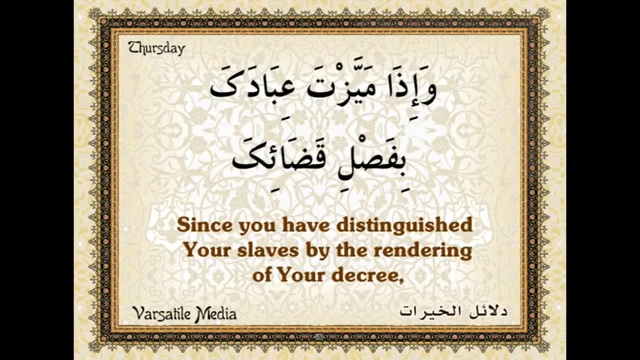 Thursday
وَإِذَا مَيَّزْتَ عِبَادَكَ
بِفَصْلِ قَضَائِكَ
Since you have distinguished
Your slaves by the rendering
of Your decree,
Varsatile Media
دلائل الخيرات